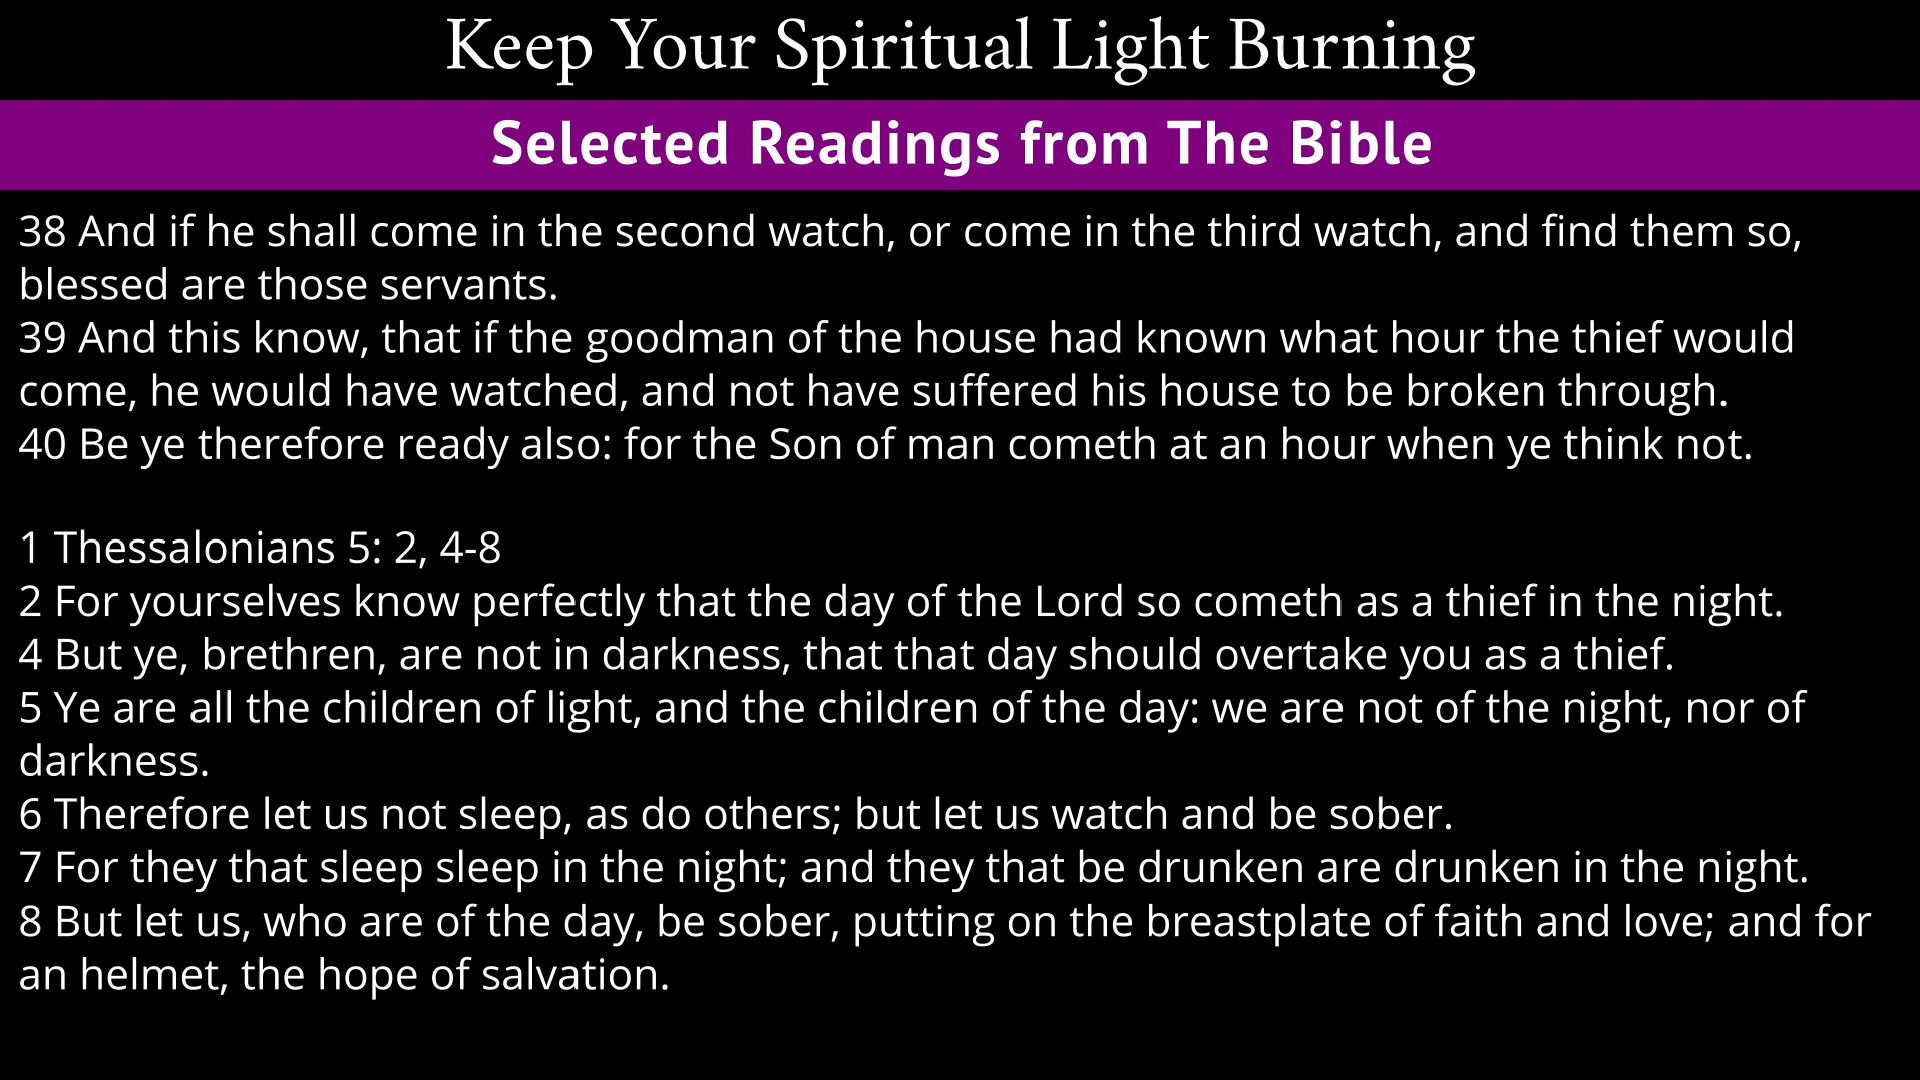 Keep Your Spiritual Light Burning
Selected Readings from The Bible
38 And if he shall come in the second watch, or come in the third watch, and find them so,
blessed are those servants.
39 And this know, that if the goodman of the house had known what hour the thief would
come, he would have watched, and not have suffered his house to be broken through.
40 Be ye therefore ready also: for the Son of man cometh at an hour when ye think not.
1 Thessalonians 5: 2, 4-8
2 For yourselves know perfectly that the day of the Lord so cometh as a thief in the night.
4 But ye, brethren, are not in darkness, that that day should overtake you as a thief.
5 Ye are all the children of light, and the children of the day: we are not of the night, nor of
darkness.
6 Therefore let us not sleep, as do others; but let us watch and be sober.
7 For they that sleep sleep in the night; and they that be drunken are drunken in the night.
8 But let us, who are of the day, be sober, putting on the breastplate of faith and love; and for
an helmet, the hope of salvation.